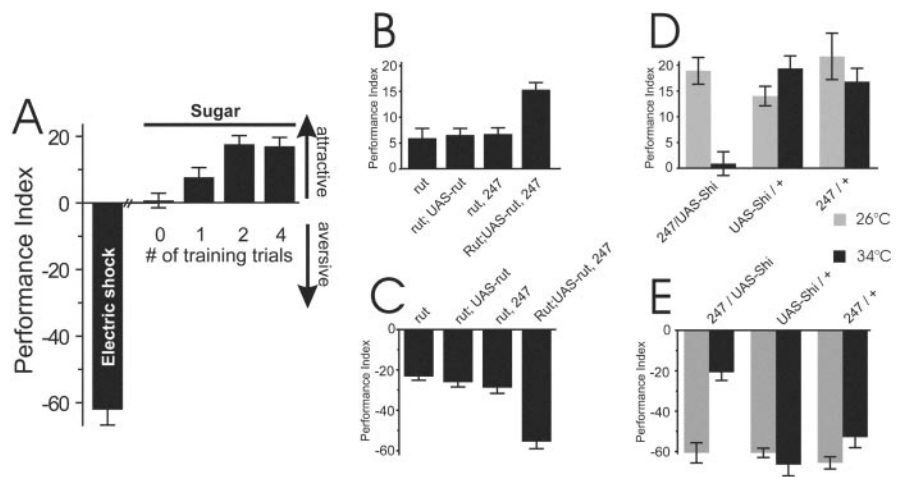 A
Performance Index
20
0
-20
-40
-60
Electric shock
Sugar
0 1 2 4
# of training trials
attractive
aversive
B
Performance Index
20
15
10
5
0
rut
rut; UAS-rut
rut, 247
Rut;UAS-rut, 247
C
Performance Index
0
-20
-40
-60
rut
rut; UAS-rut
rut, 247
Rut;UAS-rut, 247
D
Performance Index
20
15
10
5
0
247/UAS-Shi
UAS-Shi / +
247 / +
26°C
34°C
E
Performance Index
0
-20
-40
-60
247 / UAS-Shi
UAS-Shi / +
247 / +